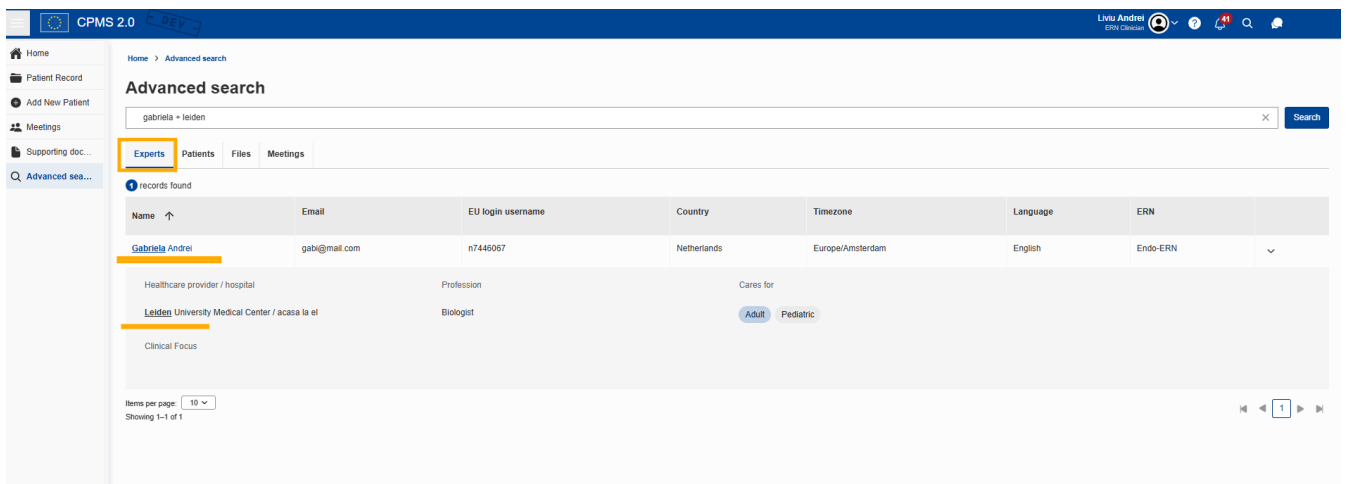 CPMS 2.0
DEV
Liviu Andrei
ERN Clinician
?
41
Home
Patient Record
Add New Patient
Meetings
Supporting doc...
Advanced sea...
Home > Advanced search
Advanced search
gabriela + leiden
Search
Experts Patients Files Meetings
1 records found
Name Email EU login username Country Timezone Language ERN
Gabriela Andrei gabi@mail.com n7446067 Netherlands Europe/Amsterdam English Endo-ERN
Healthcare provider / hospital Profession Cares for
Leiden University Medical Center / acasa la el Biologist Adult Pediatric
Clinical Focus
Items per page: 10
Showing 1–1 of 1
1